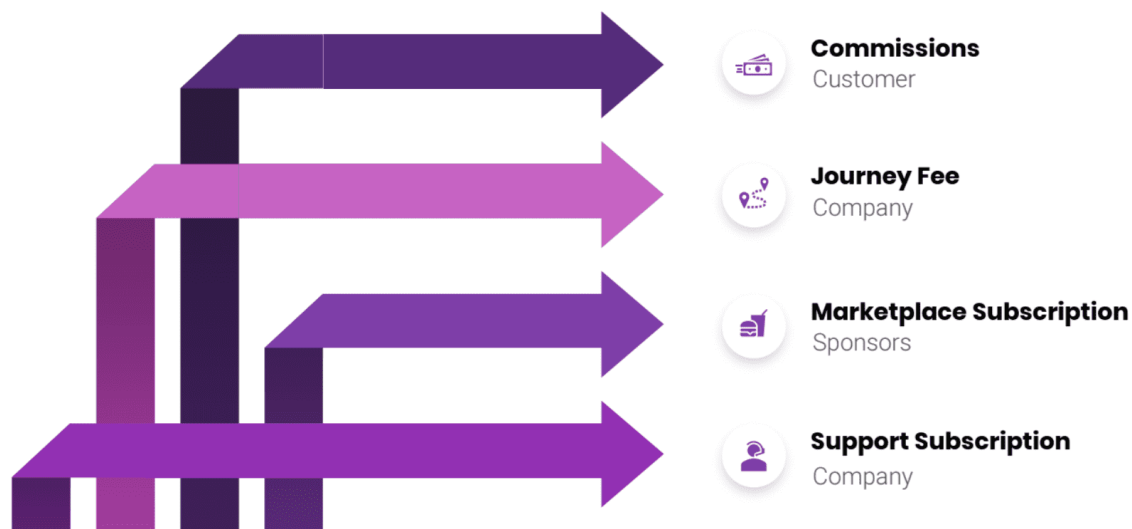 Commissions
Customer
Journey Fee
Company
Marketplace Subscription
Sponsors
Support Subscription
Company